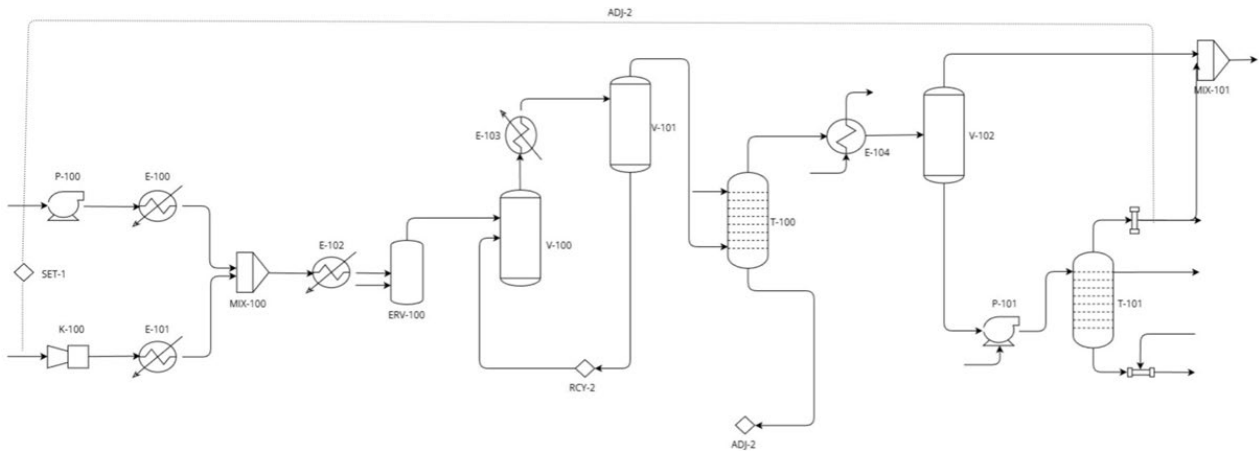 ADJ-2
MIX-101
E-103
V-101
V-102
E-104
P-100
E-100
T-100
V-100
E-102
SET-1
MIX-100
ERV-100
P-101
T-101
K-100
E-101
RCY-2
ADJ-2